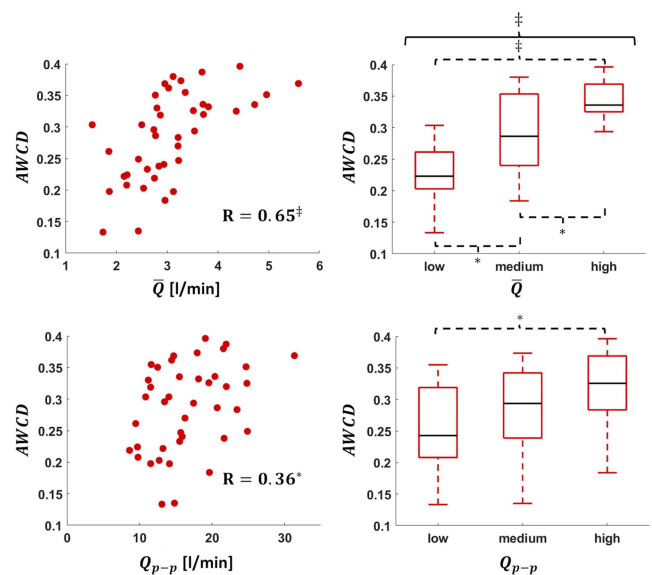 ‡
‡
0.4
0.35
0.3
0.25
0.2
0.15
0.1
AWCD
R = 0.65‡
1 2 3 4 5 6
Q̅ [l/min]
0.4
0.35
0.3
0.25
0.2
0.15
0.1
AWCD
*
*
low medium high
Q̅
0.4
0.35
0.3
0.25
0.2
0.15
0.1
AWCD
R = 0.36*
0 10 20 30
Qp−p [l/min]
*
0.4
0.35
0.3
0.25
0.2
0.15
0.1
AWCD
low medium high
Qp−p